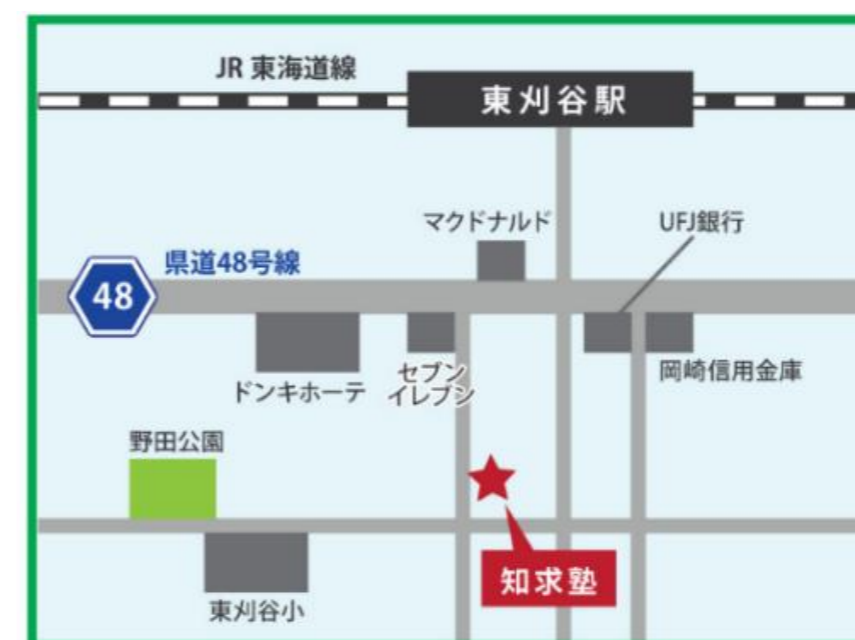 JR 東海道線
東刈谷駅
マクドナルド
UFJ銀行
県道48号線
48
ドンキホーテ
セブン
イレブン
岡崎信用金庫
野田公園
知求塾
東刈谷小